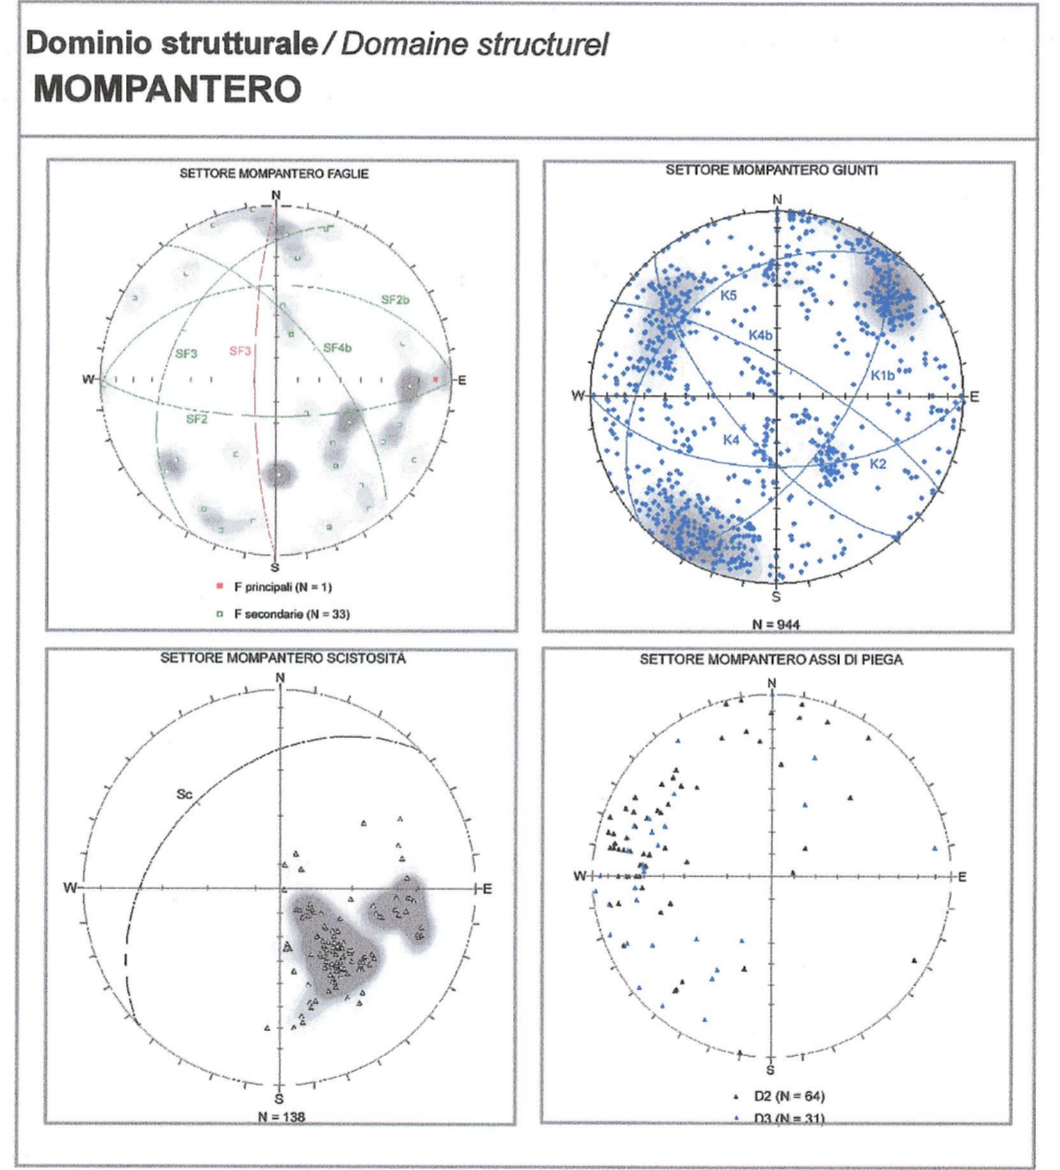 Dominio strutturale / Domaine structurel
MOMPANTERO
SETTORE MOMPANTERO FAGLIE
N
SF2b
SF3
SF3
SF4b
W
E
SF2
S
F principali (N = 1)
F secondarie (N = 33)
SETTORE MOMPANTERO GIUNTI
N
K5
K4b
K1b
W
E
K4
K2
S
N = 944
SETTORE MOMPANTERO SCISTOSITÀ
N
Sc
W
E
S
N = 138
SETTORE MOMPANTERO ASSI DI PIEGA
N
W
E
S
D2 (N = 64)
D3 (N = 31)